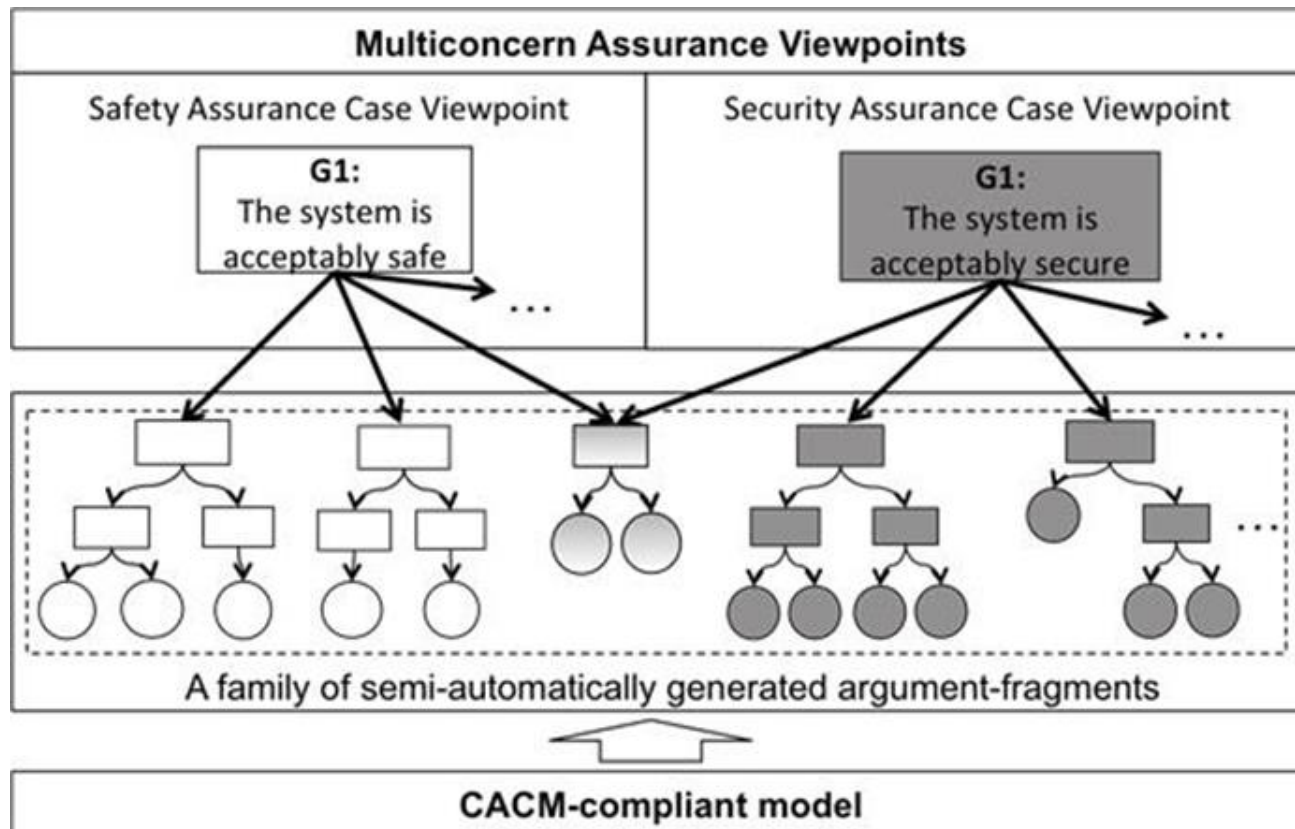 Multiconcern Assurance Viewpoints
Safety Assurance Case Viewpoint
G1:
The system is
acceptably safe
...
Security Assurance Case Viewpoint
G1:
The system is
acceptably secure
...
...
A family of semi-automatically generated argument-fragments
CACM-compliant model